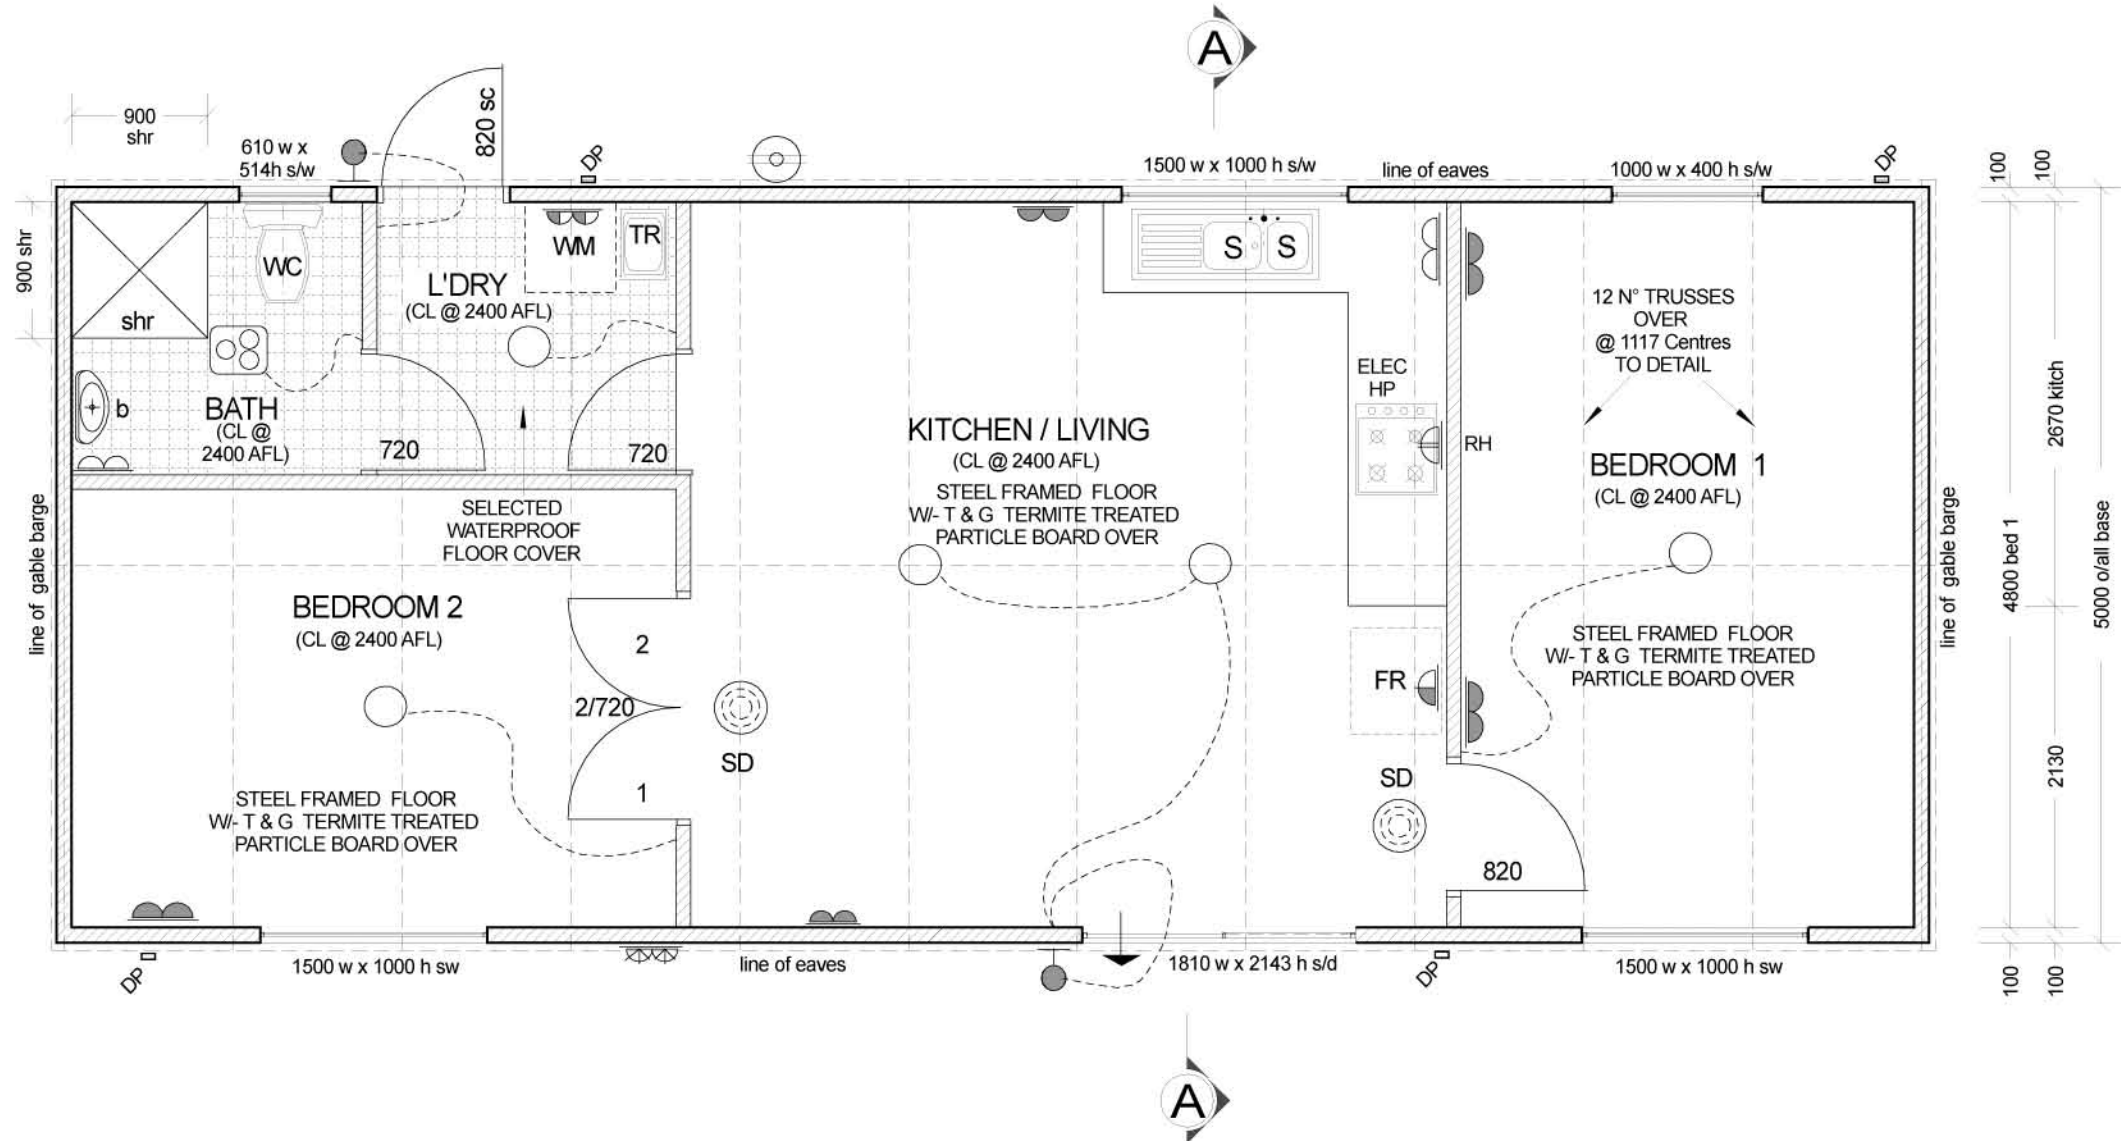 A
900
shr
610 w x
514h s/w
820 sc
DP
1500 w x 1000 h s/w
line of eaves
1000 w x 400 h s/w
DP
100
100
900 shr
WC
shr
L'DRY
(CL @ 2400 AFL)
WM
TR
S
S
12 N° TRUSSES
OVER
@ 1117 Centres
TO DETAIL
b
BATH
(CL @
2400 AFL)
720
720
KITCHEN / LIVING
(CL @ 2400 AFL)
STEEL FRAMED FLOOR
W/- T & G TERMITE TREATED
PARTICLE BOARD OVER
ELEC
HP
RH
BEDROOM 1
(CL @ 2400 AFL)
2670 kitch
line of gable barge
SELECTED
WATERPROOF
FLOOR COVER
line of gable barge
4800 bed 1
5000 o/all base
BEDROOM 2
(CL @ 2400 AFL)
2
2/720
1
SD
FR
SD
STEEL FRAMED FLOOR
W/- T & G TERMITE TREATED
PARTICLE BOARD OVER
2130
STEEL FRAMED FLOOR
W/- T & G TERMITE TREATED
PARTICLE BOARD OVER
820
DP
1500 w x 1000 h sw
line of eaves
1810 w x 2143 h s/d
DP
1500 w x 1000 h sw
100
100
A